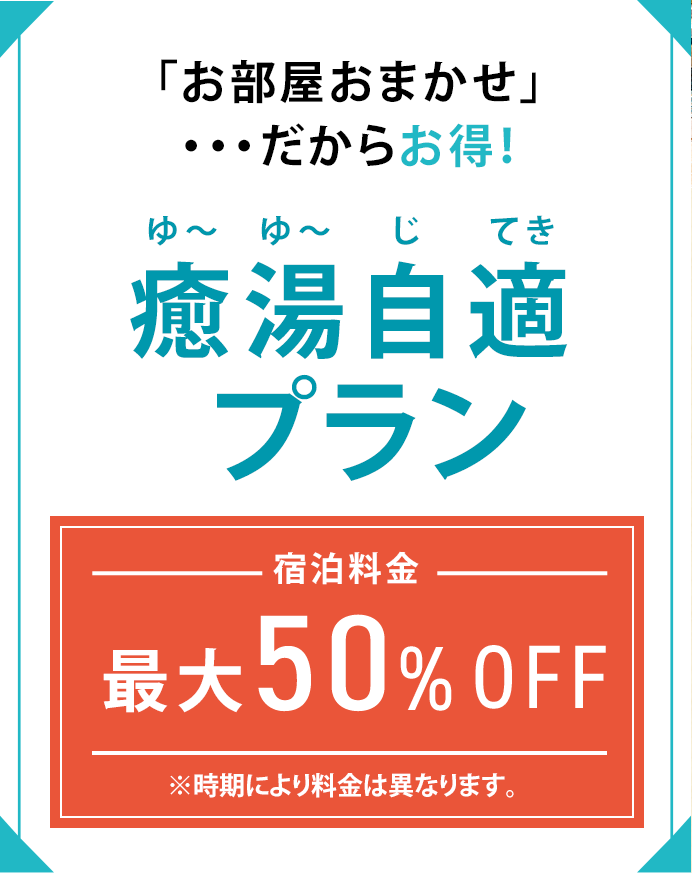 「お部屋おまかせ」
・・・だからお得！
ゆ〜 ゆ〜 じ てき
癒湯自適
プラン
宿泊料金
最大50% OFF
※時期により料金は異なります。